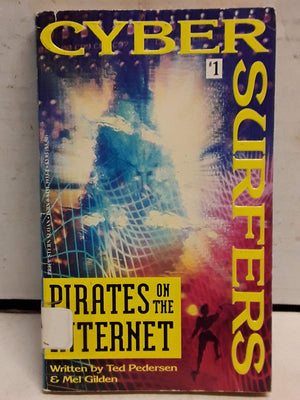 CYBER
#1
SURFERS
PIRATES ON THE
INTERNET
Written by Ted Pedersen
& Mel Gilden